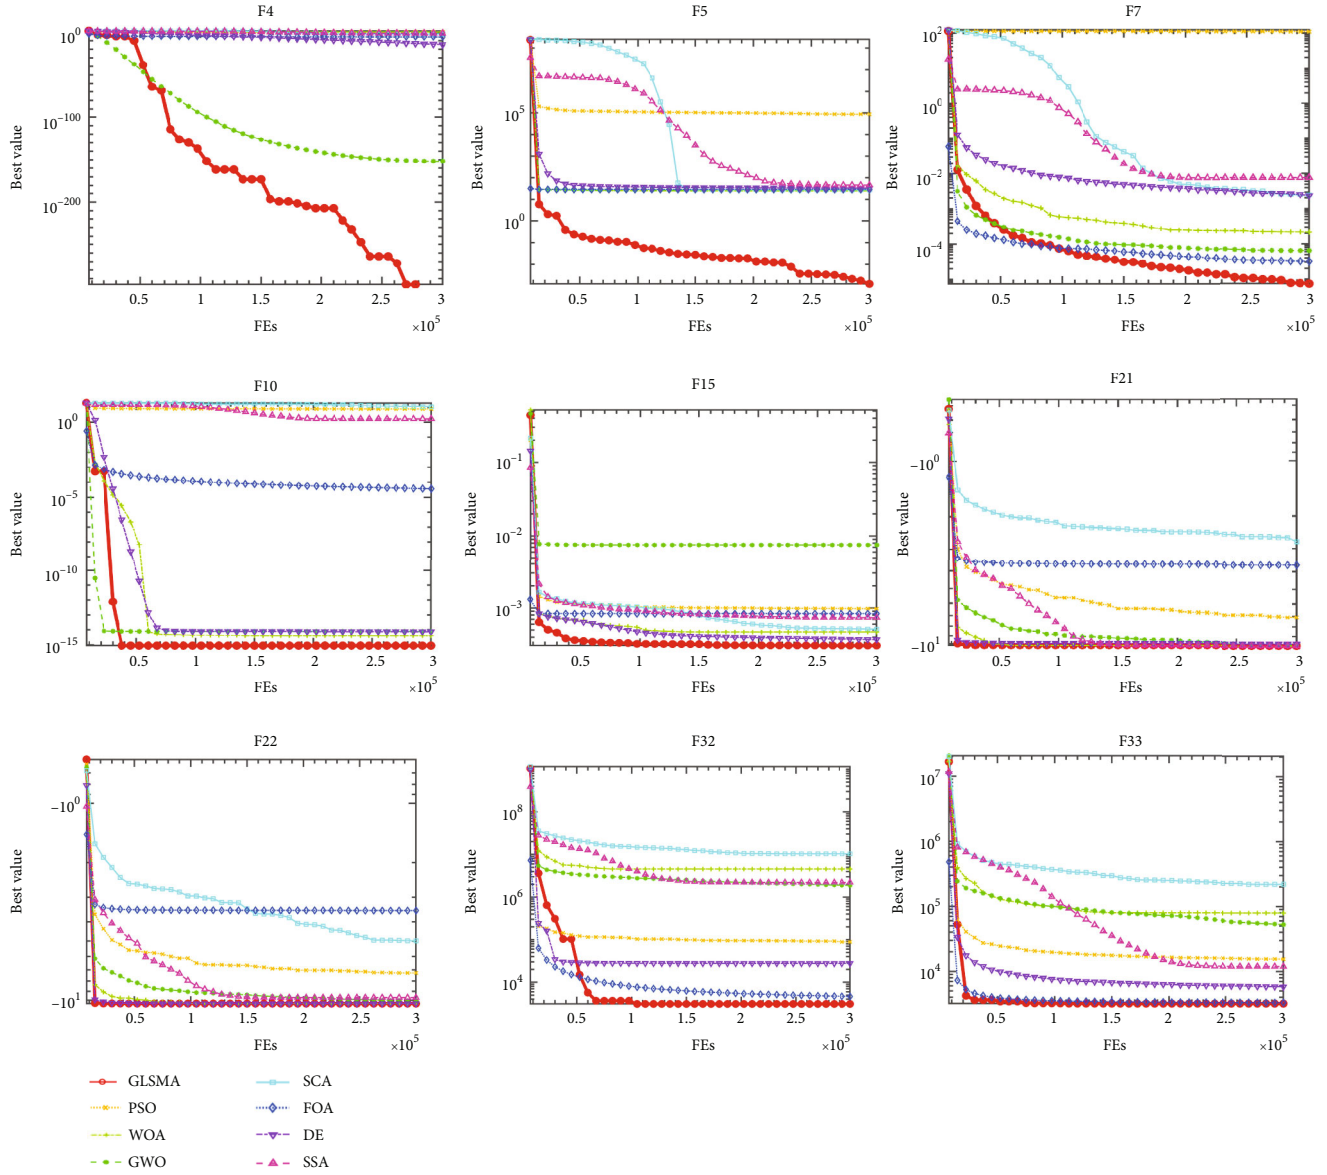 F4
10^0
10^-100
10^-200
Best value
0.5 1 1.5 2 2.5 3
FEs ×10^5
F5
10^5
10^0
Best value
0.5 1 1.5 2 2.5 3
FEs ×10^5
F7
10^2
10^0
10^-2
10^-4
Best value
0.5 1 1.5 2 2.5 3
FEs ×10^5
F10
10^0
10^-5
10^-10
10^-15
Best value
0.5 1 1.5 2 2.5 3
FEs ×10^5
F15
10^-1
10^-2
10^-3
Best value
0.5 1 1.5 2 2.5 3
FEs ×10^5
F21
-10^0
-10^1
Best value
0.5 1 1.5 2 2.5 3
FEs ×10^5
F22
-10^0
-10^1
Best value
0.5 1 1.5 2 2.5 3
FEs ×10^5
F32
10^8
10^6
10^4
Best value
0.5 1 1.5 2 2.5 3
FEs ×10^5
F33
10^7
10^6
10^5
10^4
Best value
0.5 1 1.5 2 2.5 3
FEs ×10^5
GLSMA
PSO
WOA
GWO
SCA
FOA
DE
SSA